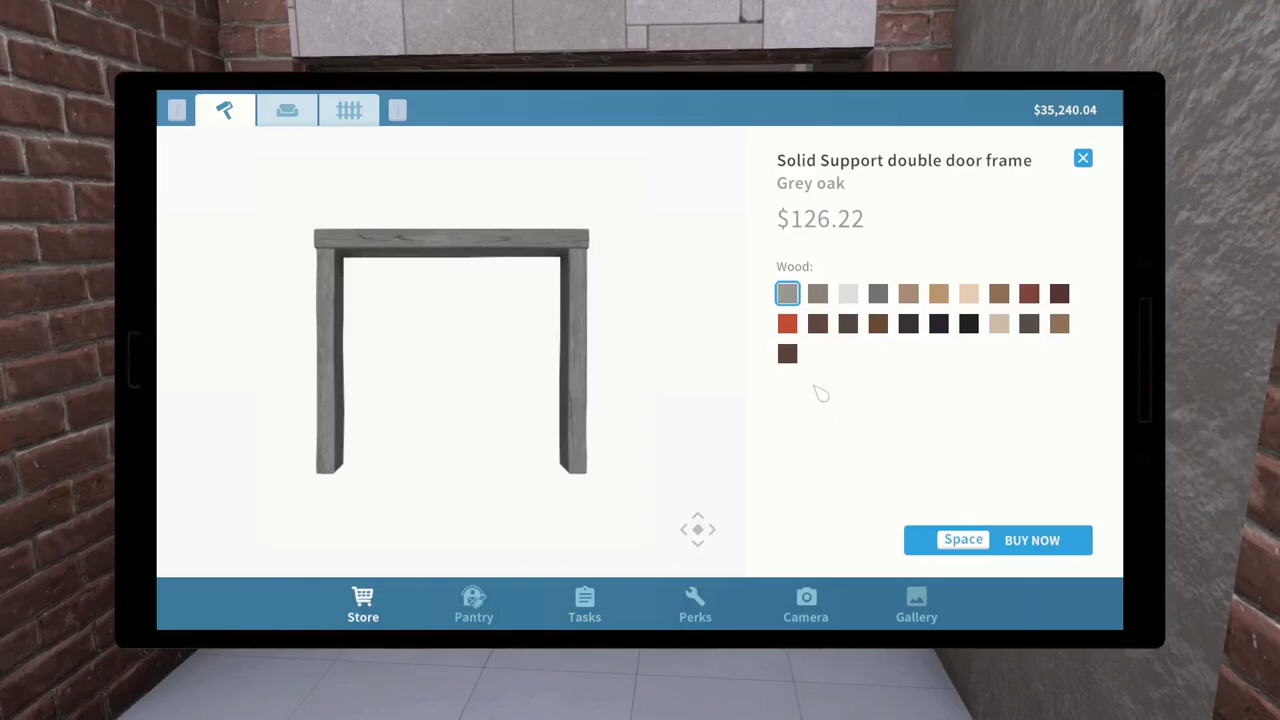 $35,240.04
Solid Support double door frame
Grey oak
$126.22
Wood:
Space BUY NOW
Store Pantry Tasks Perks Camera Gallery